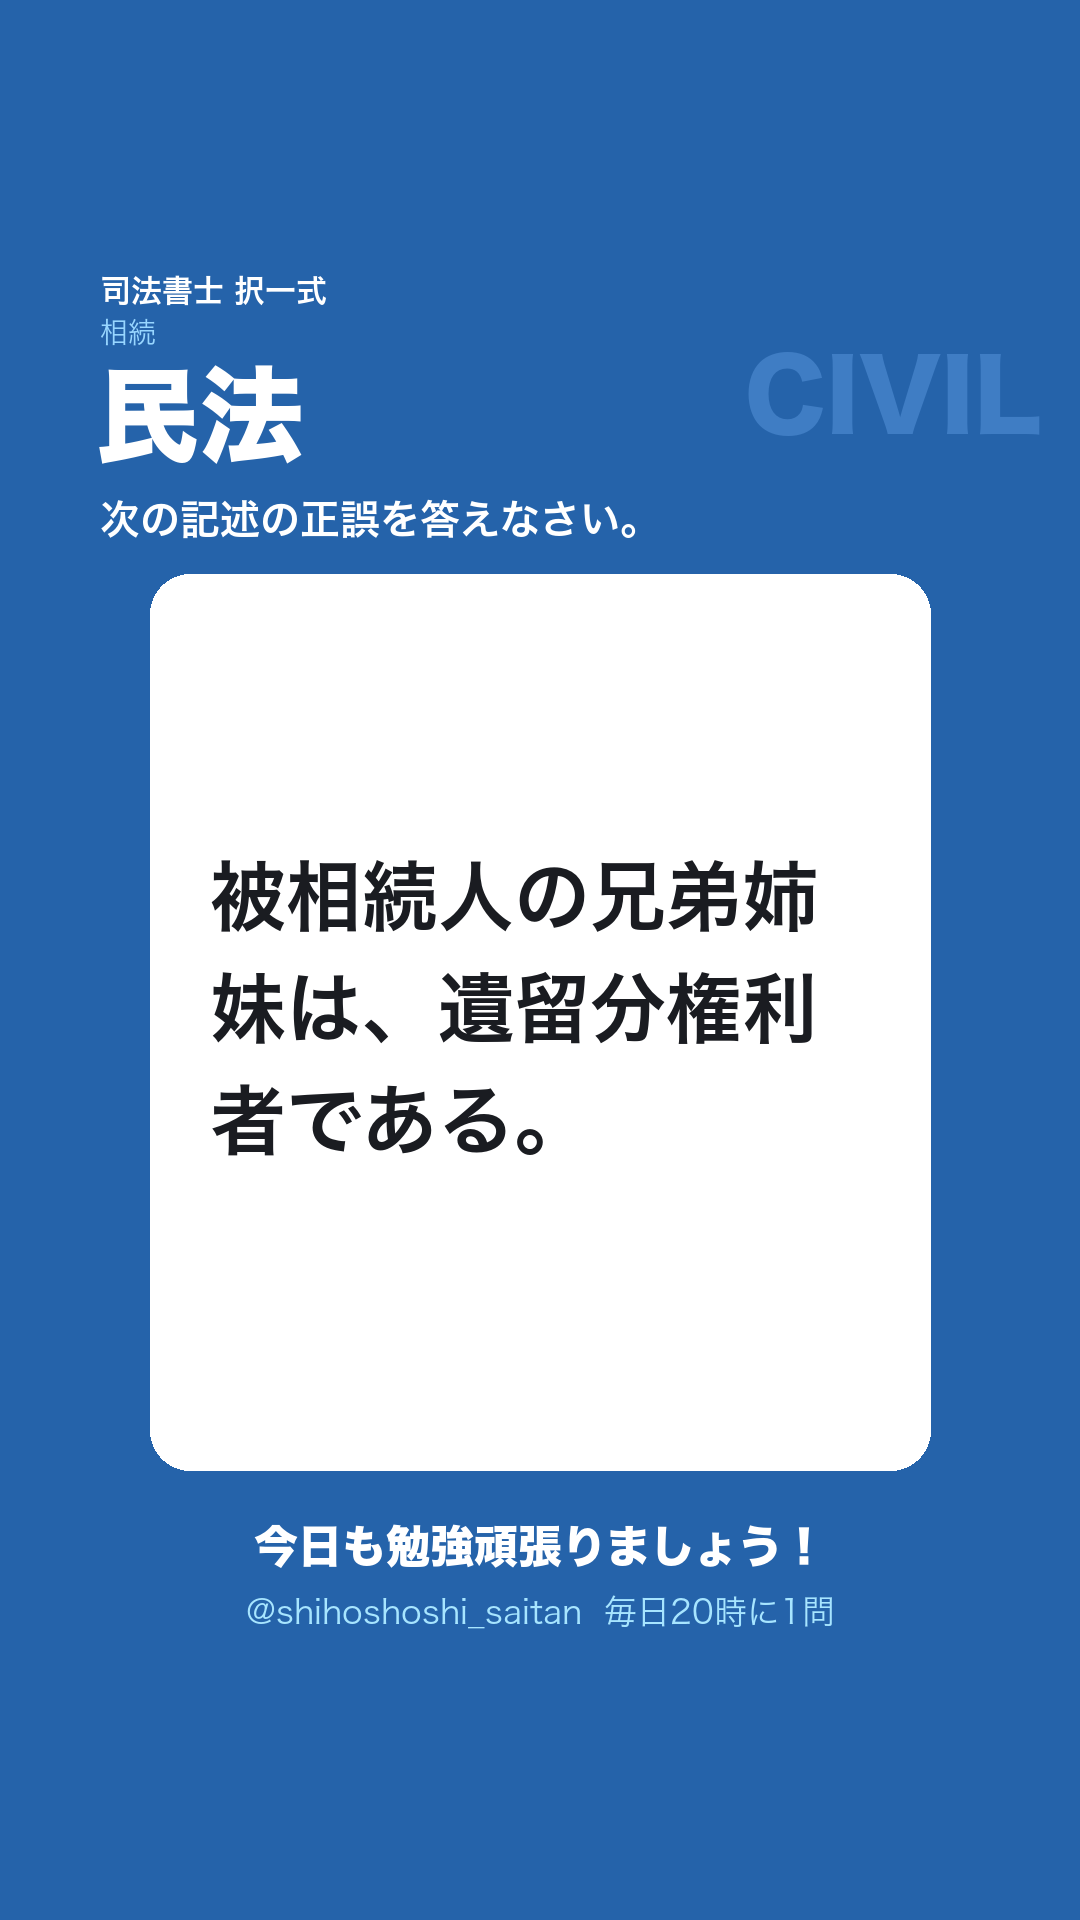 司法書士 択一式
相続
民法
CIVIL
次の記述の正誤を答えなさい。
被相続人の兄弟姉
妹は、遺留分権利
者である。
今日も勉強頑張りましょう！
@shihoshoshi_saitan 毎日20時に1問